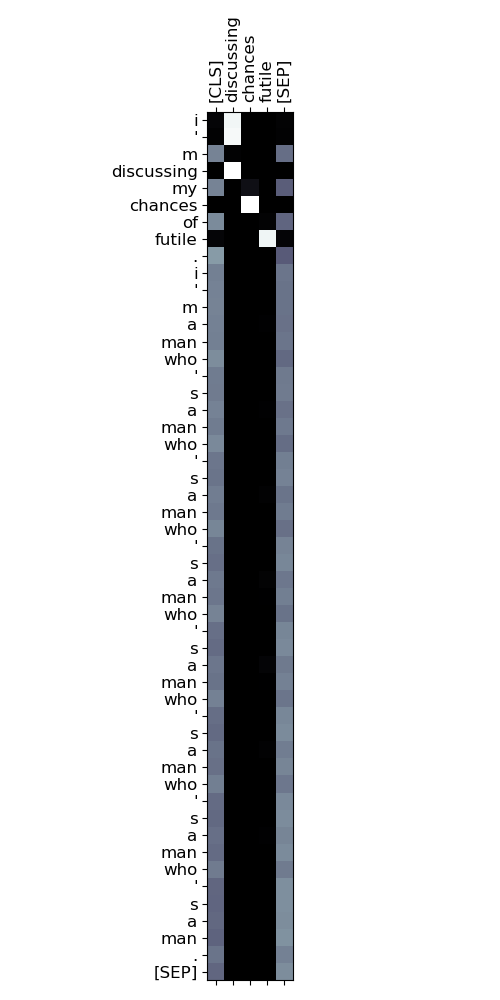 [CLS]
discussing
chances
futile
[SEP]
i
'
m
discussing
my
chances
of
futile
.
i
'
m
a
man
who
'
s
a
man
who
'
s
a
man
who
'
s
a
man
who
'
s
a
man
who
'
s
a
man
who
'
s
a
man
who
'
s
a
man
.
[SEP]